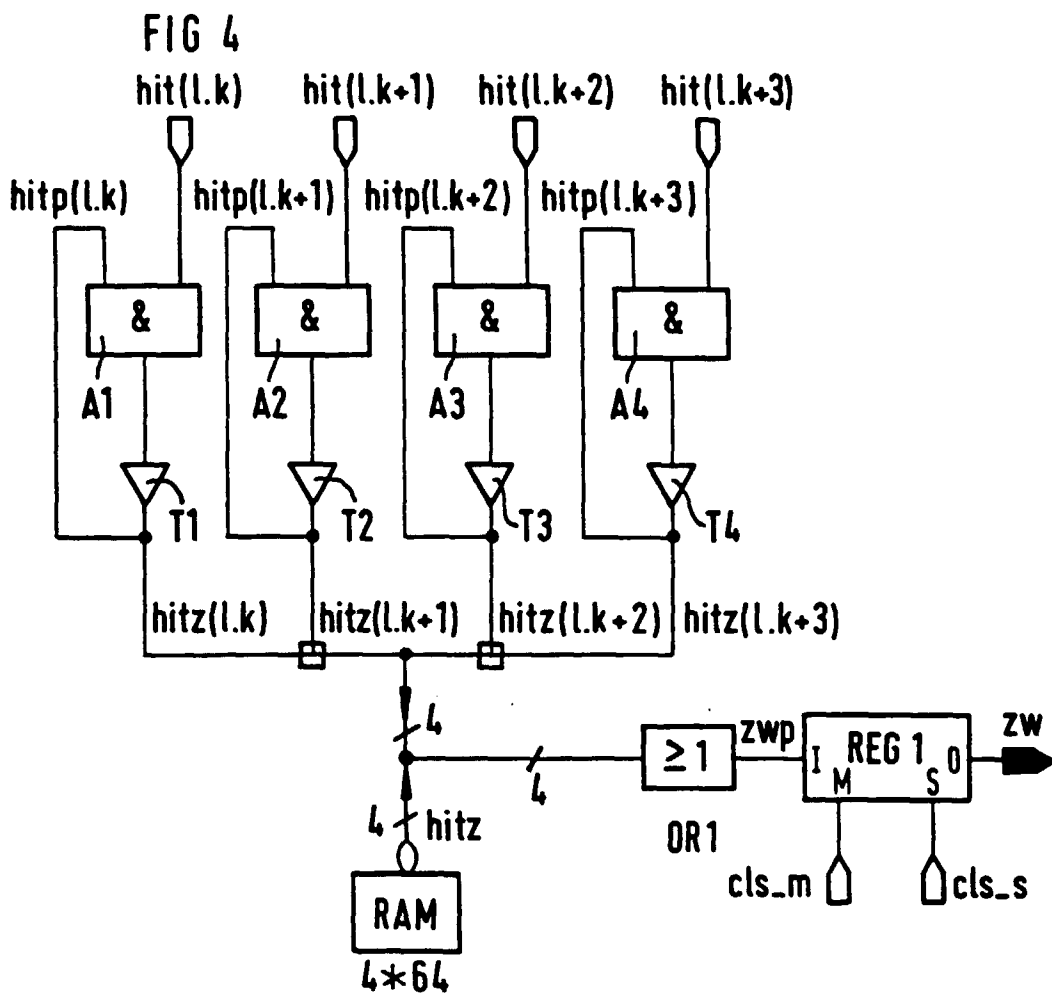 FIG 4
hit(l.k) hit(l.k+1) hit(l.k+2) hit(l.k+3)
hitp(l.k) hitp(l.k+1) hitp(l.k+2) hitp(l.k+3)
& & & &
A1 A2 A3 A4
T1 T2 T3 T4
hitz(l.k) hitz(l.k+1) hitz(l.k+2) hitz(l.k+3)
4
≥1 zwp I REG 1 O zw
M S
4
4 hitz
OR1
cls_m cls_s
RAM
4*64